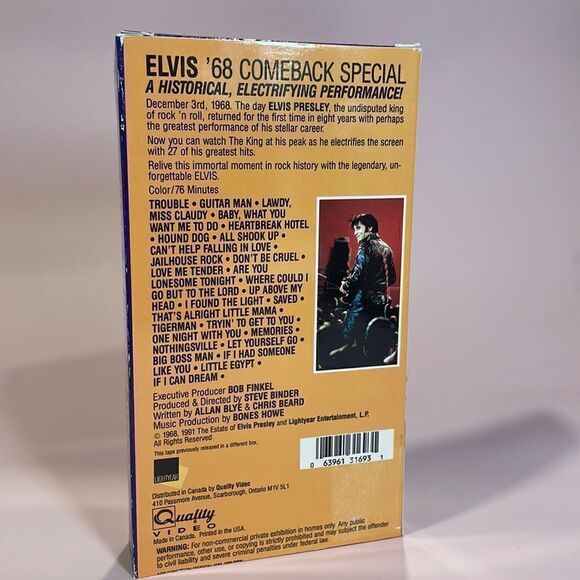 ELVIS '68 COMEBACK SPECIAL
A HISTORICAL, ELECTRIFYING PERFORMANCE!
December 3rd, 1968. The day ELVIS PRESLEY, the undisputed king
of rock 'n roll, returned for the first time in eight years with perhaps
the greatest performance of his stellar career.
Now you can watch The King at his peak as he electrifies the screen
with 27 of his greatest hits.
Relive this immortal moment in rock history with the legendary, un-
forgettable ELVIS.
Color/76 Minutes
TROUBLE • GUITAR MAN • LAWDY,
MISS CLAUDY • BABY, WHAT YOU
WANT ME TO DO • HEARTBREAK HOTEL
• HOUND DOG • ALL SHOOK UP •
CAN'T HELP FALLING IN LOVE •
JAILHOUSE ROCK • DON'T BE CRUEL •
LOVE ME TENDER • ARE YOU
LONESOME TONIGHT • WHERE COULD I
GO BUT TO THE LORD • UP ABOVE MY
HEAD • I FOUND THE LIGHT • SAVED •
THAT'S ALRIGHT LITTLE MAMA •
TIGERMAN • TRYIN' TO GET TO YOU •
ONE NIGHT WITH YOU • MEMORIES •
NOTHINGSVILLE • LET YOURSELF GO •
BIG BOSS MAN • IF I HAD SOMEONE
LIKE YOU • LITTLE EGYPT •
IF I CAN DREAM •
Executive Producer BOB FINKEL
Produced & Directed by STEVE BINDER
Written by ALLAN BLYE & CHRIS BEARD
Music Production by BONES HOWE
© 1968, 1991 The Estate of Elvis Presley and Lightyear Entertainment, L.P.
All Rights Reserved
This tape previously released in a different box.
0 63961 31693 1
LIGHTYEAR
Distributed in Canada by Quality Video
410 Passmore Avenue, Scarborough, Ontario M1V 5L1
Quality
VIDEO
Made in Canada. Printed in the USA.
WARNING: For non-commercial private exhibition in homes only. Any public
performance, other use, or copying is strictly prohibited and may subject the offender
to civil liability and severe criminal penalties under federal law.